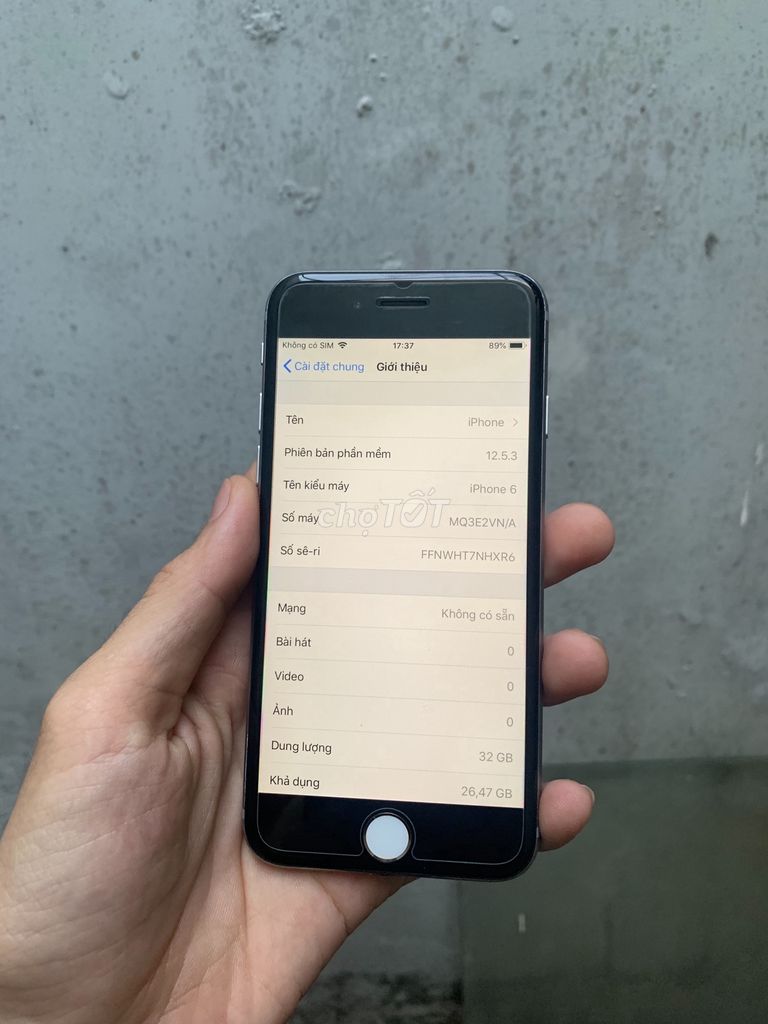 Không có SIM 17:37 89%
Cài đặt chung Giới thiệu
Tên iPhone
Phiên bản phần mềm 12.5.3
Tên kiểu máy iPhone 6
Số máy MQ3E2VN/A
chợTỐT
Số sê-ri FFNWHT7NHXR6
Mạng Không có sẵn
Bài hát 0
Video 0
Ảnh 0
Dung lượng 32 GB
Khả dụng 26,47 GB